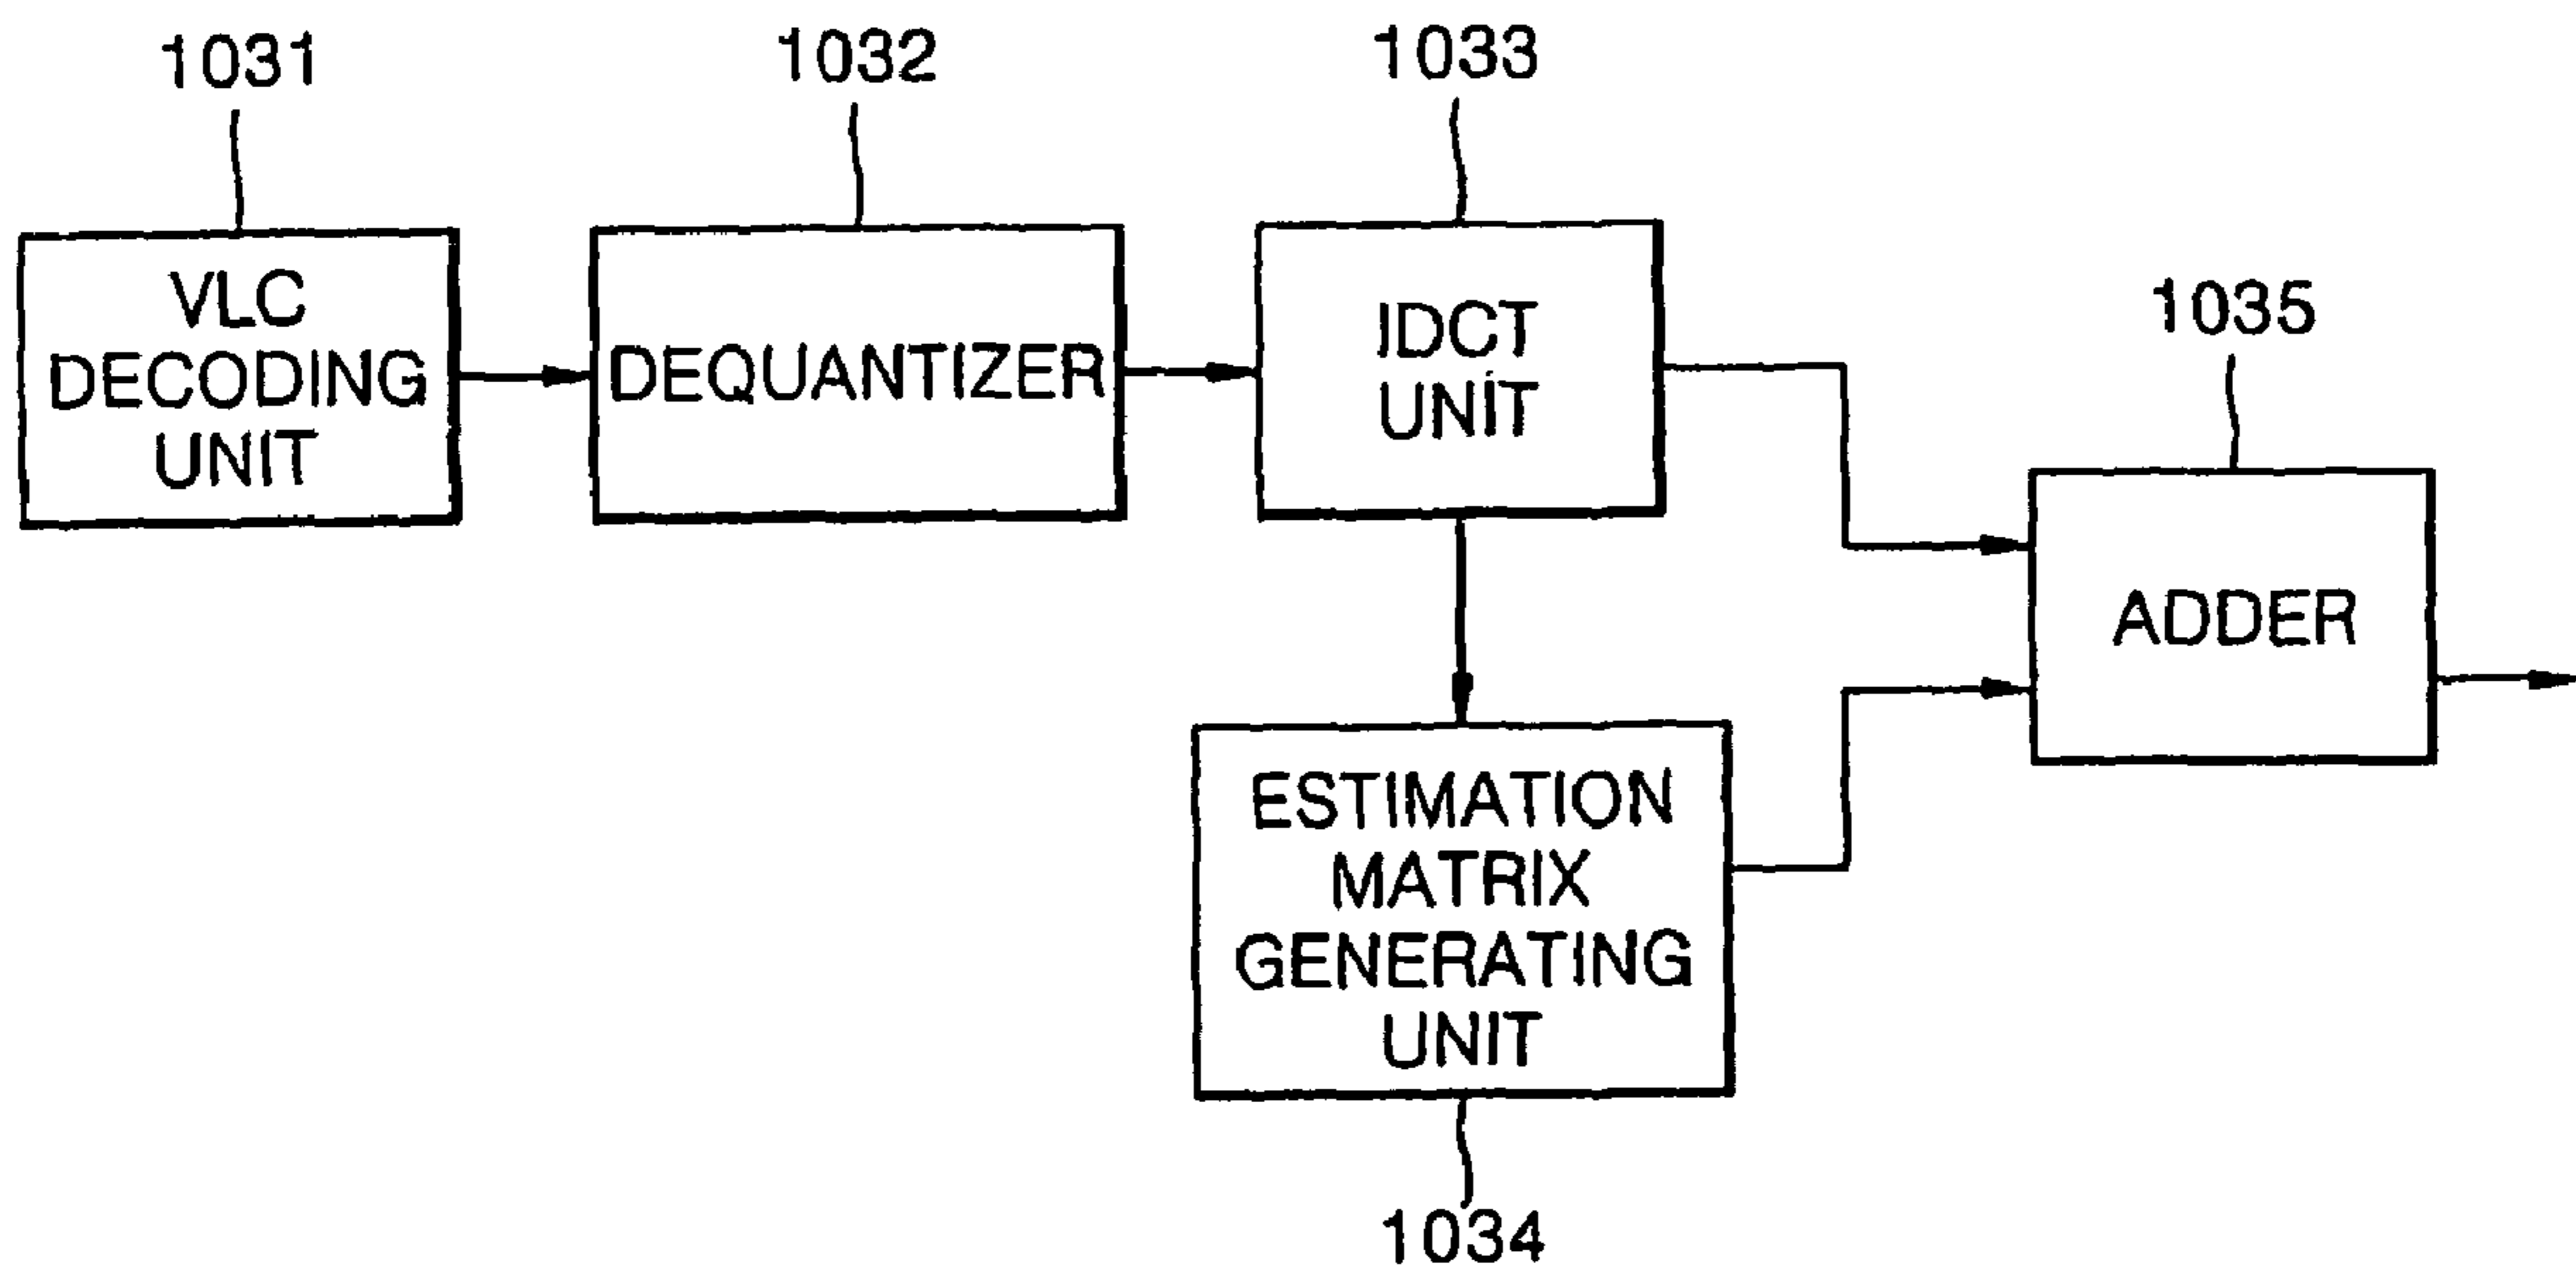 1031
1032
1033
VLC
DECODING
UNIT
DEQUANTIZER
IDCT
UNIT
1035
ADDER
ESTIMATION
MATRIX
GENERATING
UNIT
1034